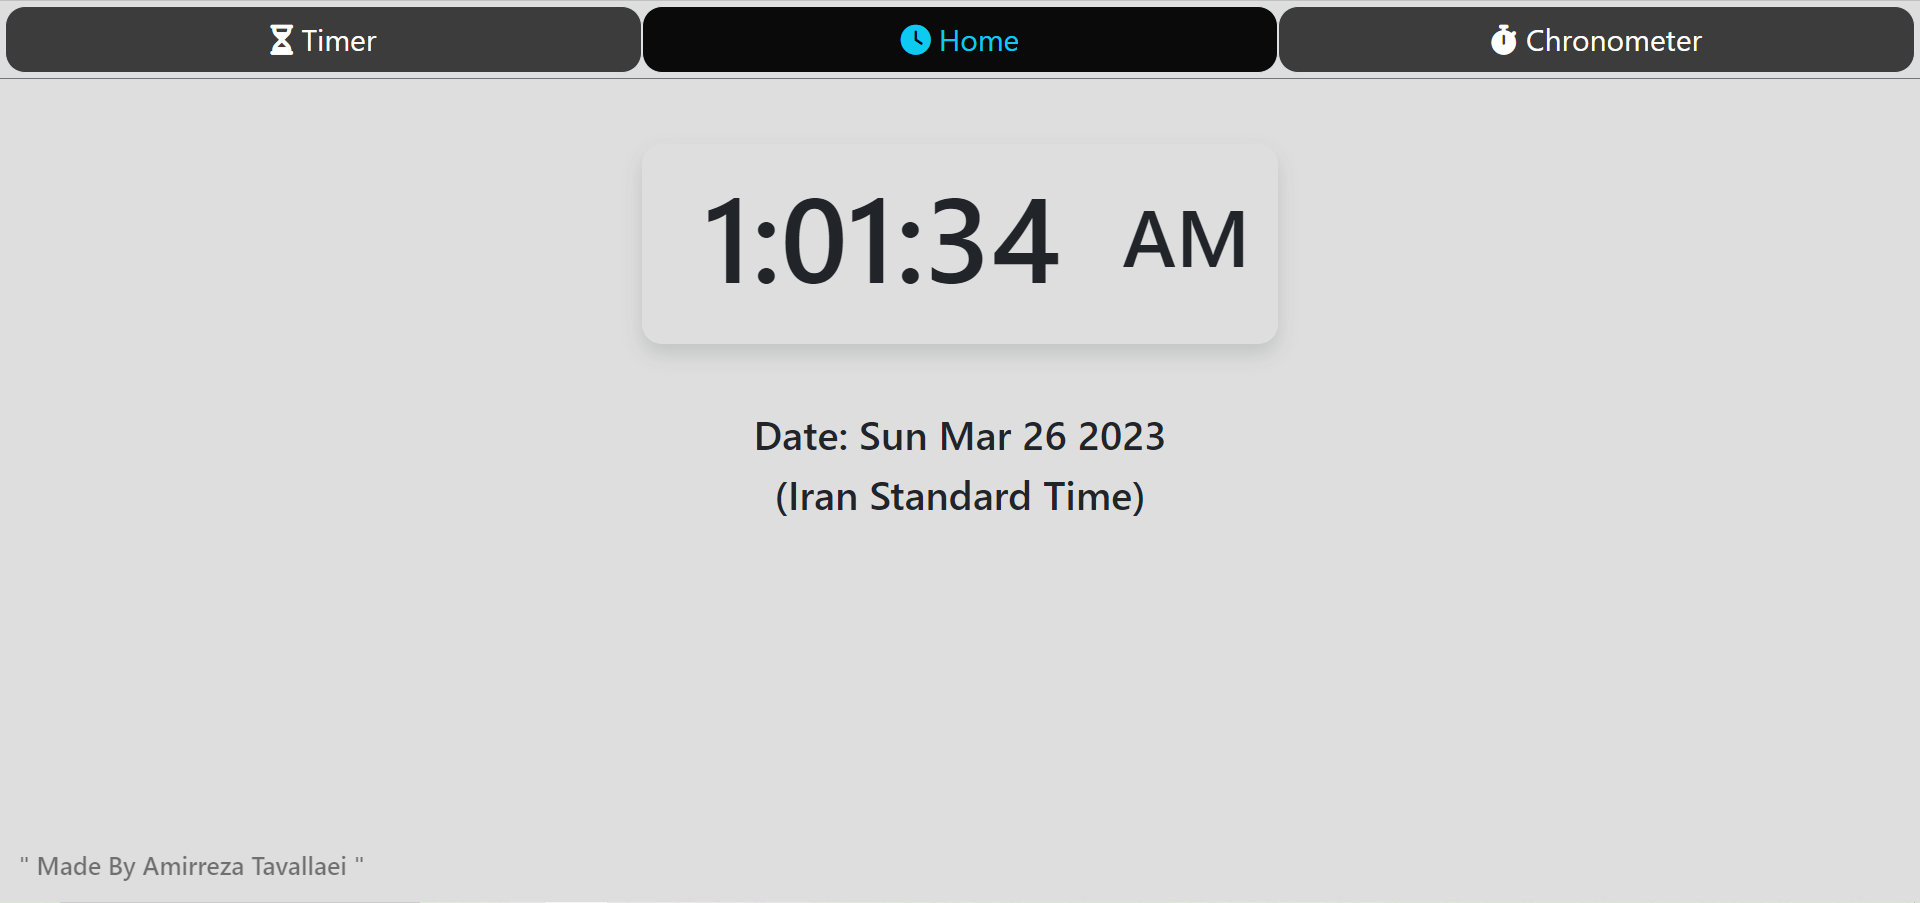 Timer
Home
Chronometer
1:01:34 AM
Date: Sun Mar 26 2023
(Iran Standard Time)
" Made By Amirreza Tavallaei "